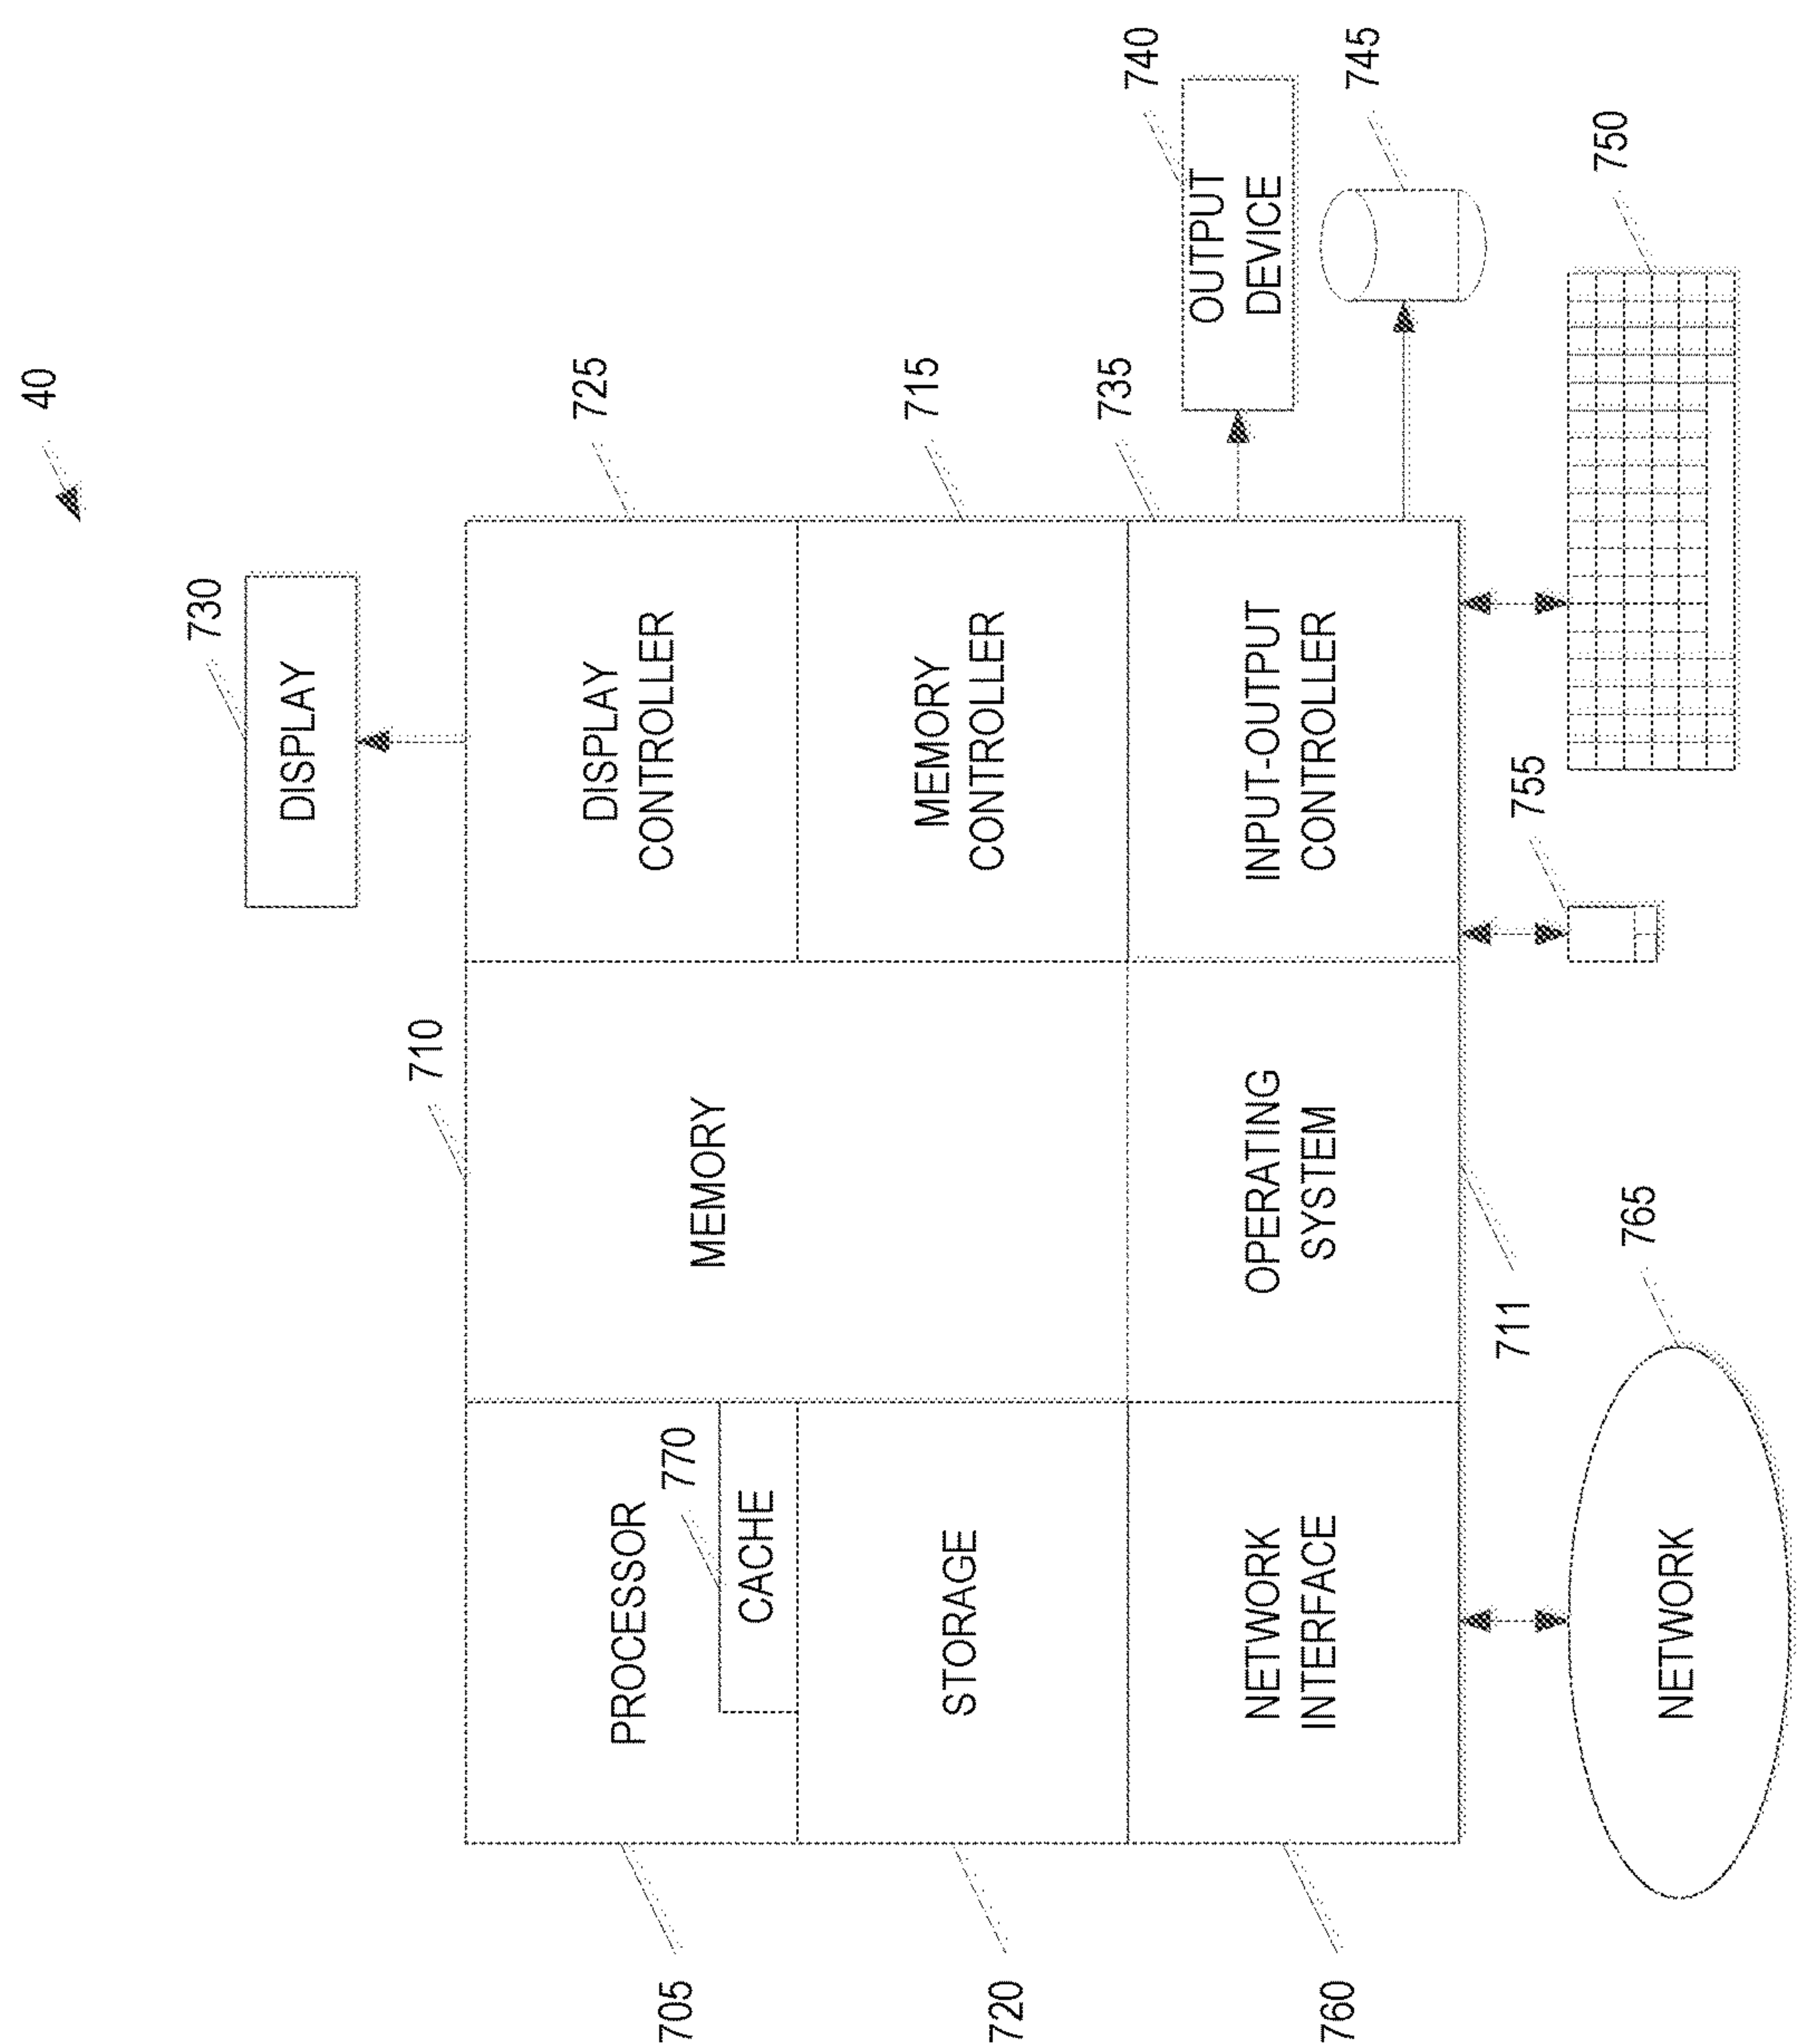 40
730
DISPLAY
710
725
705
PROCESSOR
770
CACHE
MEMORY
DISPLAY
CONTROLLER
715
720
STORAGE
MEMORY
CONTROLLER
735
760
NETWORK
INTERFACE
OPERATING
SYSTEM
INPUT-OUTPUT
CONTROLLER
740
OUTPUT
DEVICE
745
711
755
750
765
NETWORK